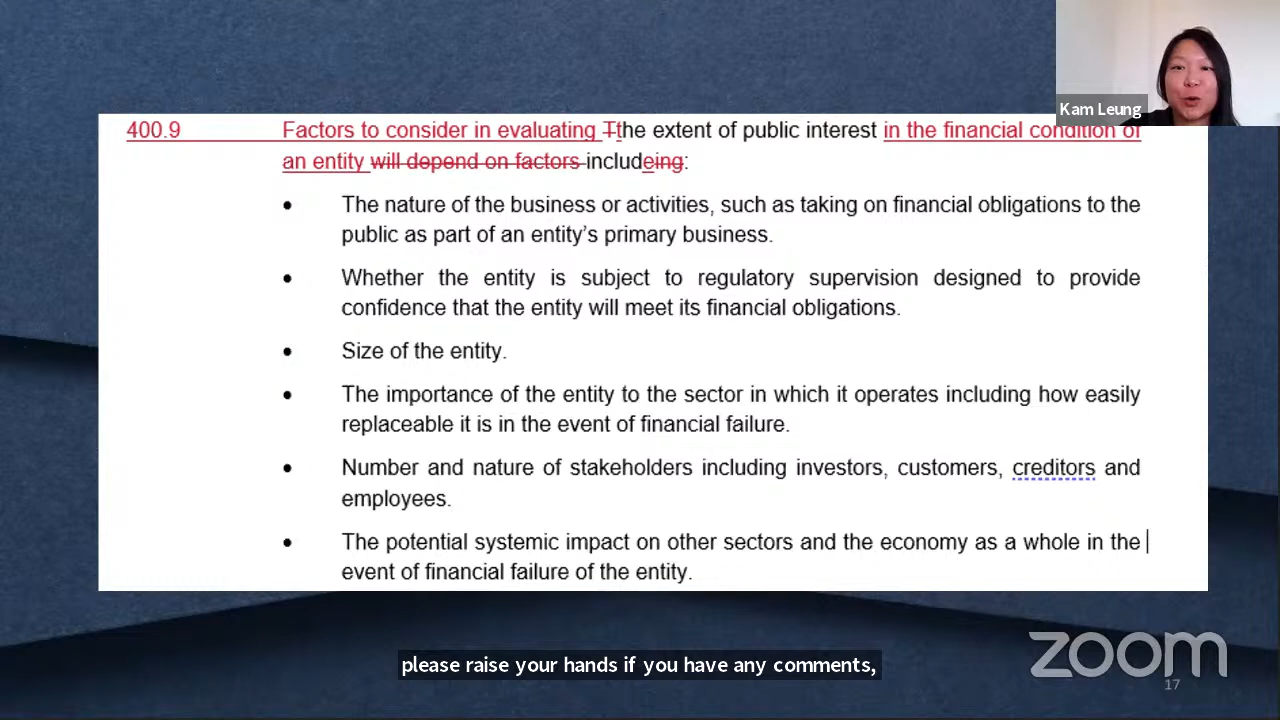 Kam Leung
400.9 Factors to consider in evaluating Tthe extent of public interest in the financial condition of
an entity will depend on factors includeing:
• The nature of the business or activities, such as taking on financial obligations to the
public as part of an entity's primary business.
• Whether the entity is subject to regulatory supervision designed to provide
confidence that the entity will meet its financial obligations.
• Size of the entity.
• The importance of the entity to the sector in which it operates including how easily
replaceable it is in the event of financial failure.
• Number and nature of stakeholders including investors, customers, creditors and
employees.
• The potential systemic impact on other sectors and the economy as a whole in the
event of financial failure of the entity.
please raise your hands if you have any comments,
zoom
17